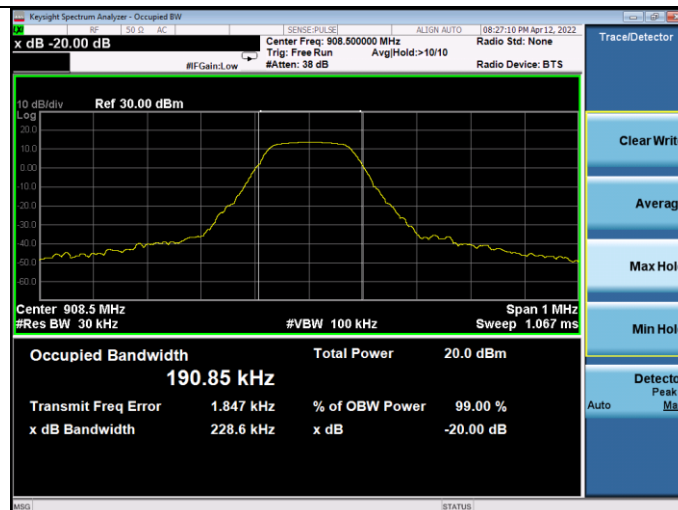 Keysight Spectrum Analyzer - Occupied BW
RF 50 Ω AC SENSE:PULSE ALIGN AUTO 08:27:10 PM Apr 12, 2022
x dB -20.00 dB
Center Freq: 908.500000 MHz Radio Std: None
Trig: Free Run Avg|Hold:>10/10
#IFGain:Low #Atten: 38 dB Radio Device: BTS
10 dB/div Ref 30.00 dBm
Log
20.0
10.0
0.00
-10.0
-20.0
-30.0
-40.0
-50.0
-60.0
Center 908.5 MHz Span 1 MHz
#Res BW 30 kHz #VBW 100 kHz Sweep 1.067 ms
Occupied Bandwidth Total Power 20.0 dBm
190.85 kHz
Transmit Freq Error 1.847 kHz % of OBW Power 99.00 %
x dB Bandwidth 228.6 kHz x dB -20.00 dB
MSG STATUS
Trace/Detector
Clear Writ
Averag
Max Hol
Min Hol
Detecto
Peak
Auto Ma